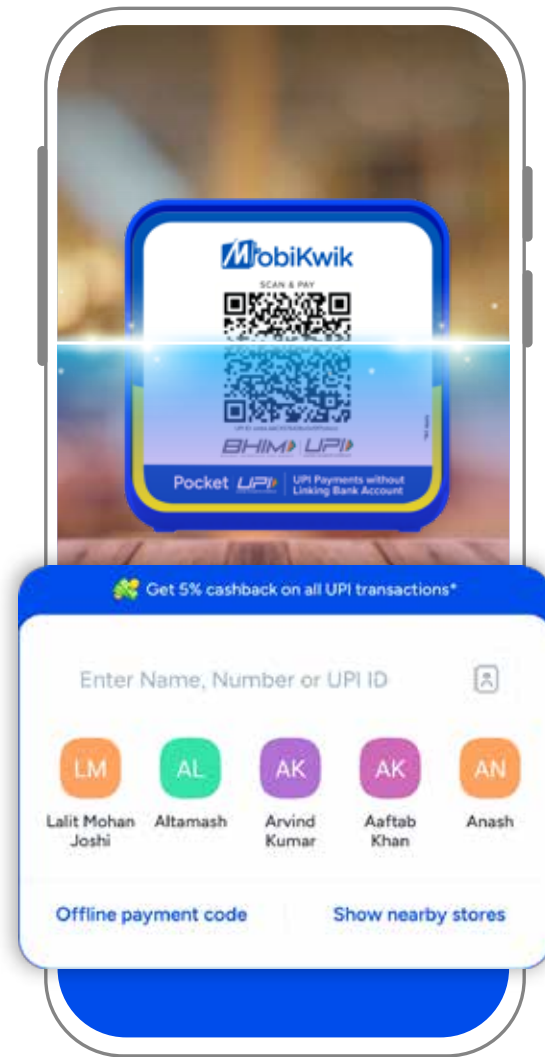 MobiKwik
SCAN & PAY
BHIM UPI
Pocket UPI
UPI Payments without
Linking Bank Account
Get 5% cashback on all UPI transactions*
Enter Name, Number or UPI ID
LM
AL
AK
AK
AN
Lalit Mohan
Joshi
Altamash
Arvind
Kumar
Aaftab
Khan
Anash
Offline payment code
Show nearby stores